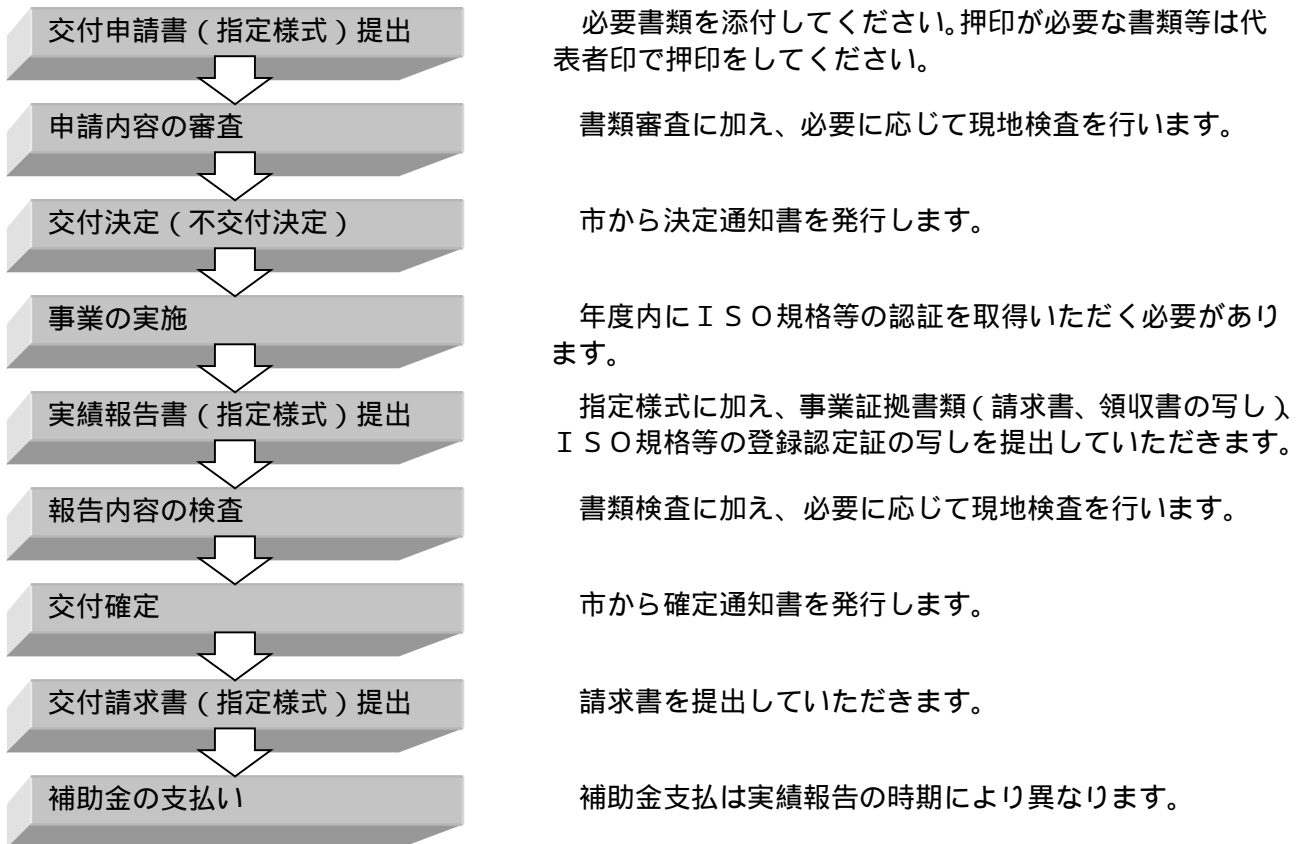 交付申請書（指定様式）提出
必要書類を添付してください｡押印が必要な書類等は代
表者印で押印をしてください。
申請内容の審査
書類審査に加え、必要に応じて現地検査を行います。
交付決定（不交付決定）
市から決定通知書を発行します。
事業の実施
年度内にＩＳＯ規格等の認証を取得いただく必要があり
ます。
実績報告書（指定様式）提出
指定様式に加え、事業証拠書類（請求書、領収書の写し）、
ＩＳＯ規格等の登録認定証の写しを提出していただきます。
報告内容の検査
書類検査に加え、必要に応じて現地検査を行います。
交付確定
市から確定通知書を発行します。
交付請求書（指定様式）提出
請求書を提出していただきます。
補助金の支払い
補助金支払は実績報告の時期により異なります。